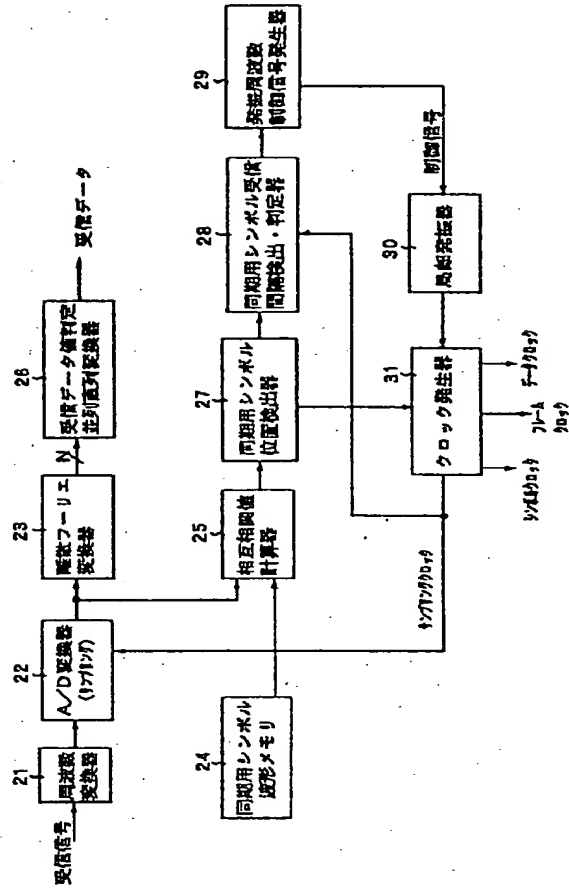 受信信号
21
周波数
変換器
22
A/D変換器
(サンプリング)
23
離散フーリエ
変換器
N
26
受信データ値判定
並列直列変換器
受信データ
24
同期用シンボル
波形メモリ
25
相互相関値
計算器
27
同期用シンボル
位置検出器
28
同期用シンボル受信
間隔検出・判定器
29
発振周波数
制御信号発生器
制御信号
30
局部発振器
31
クロック発生器
サンプリングクロック
シンボルクロック
フレーム
クロック
データクロック